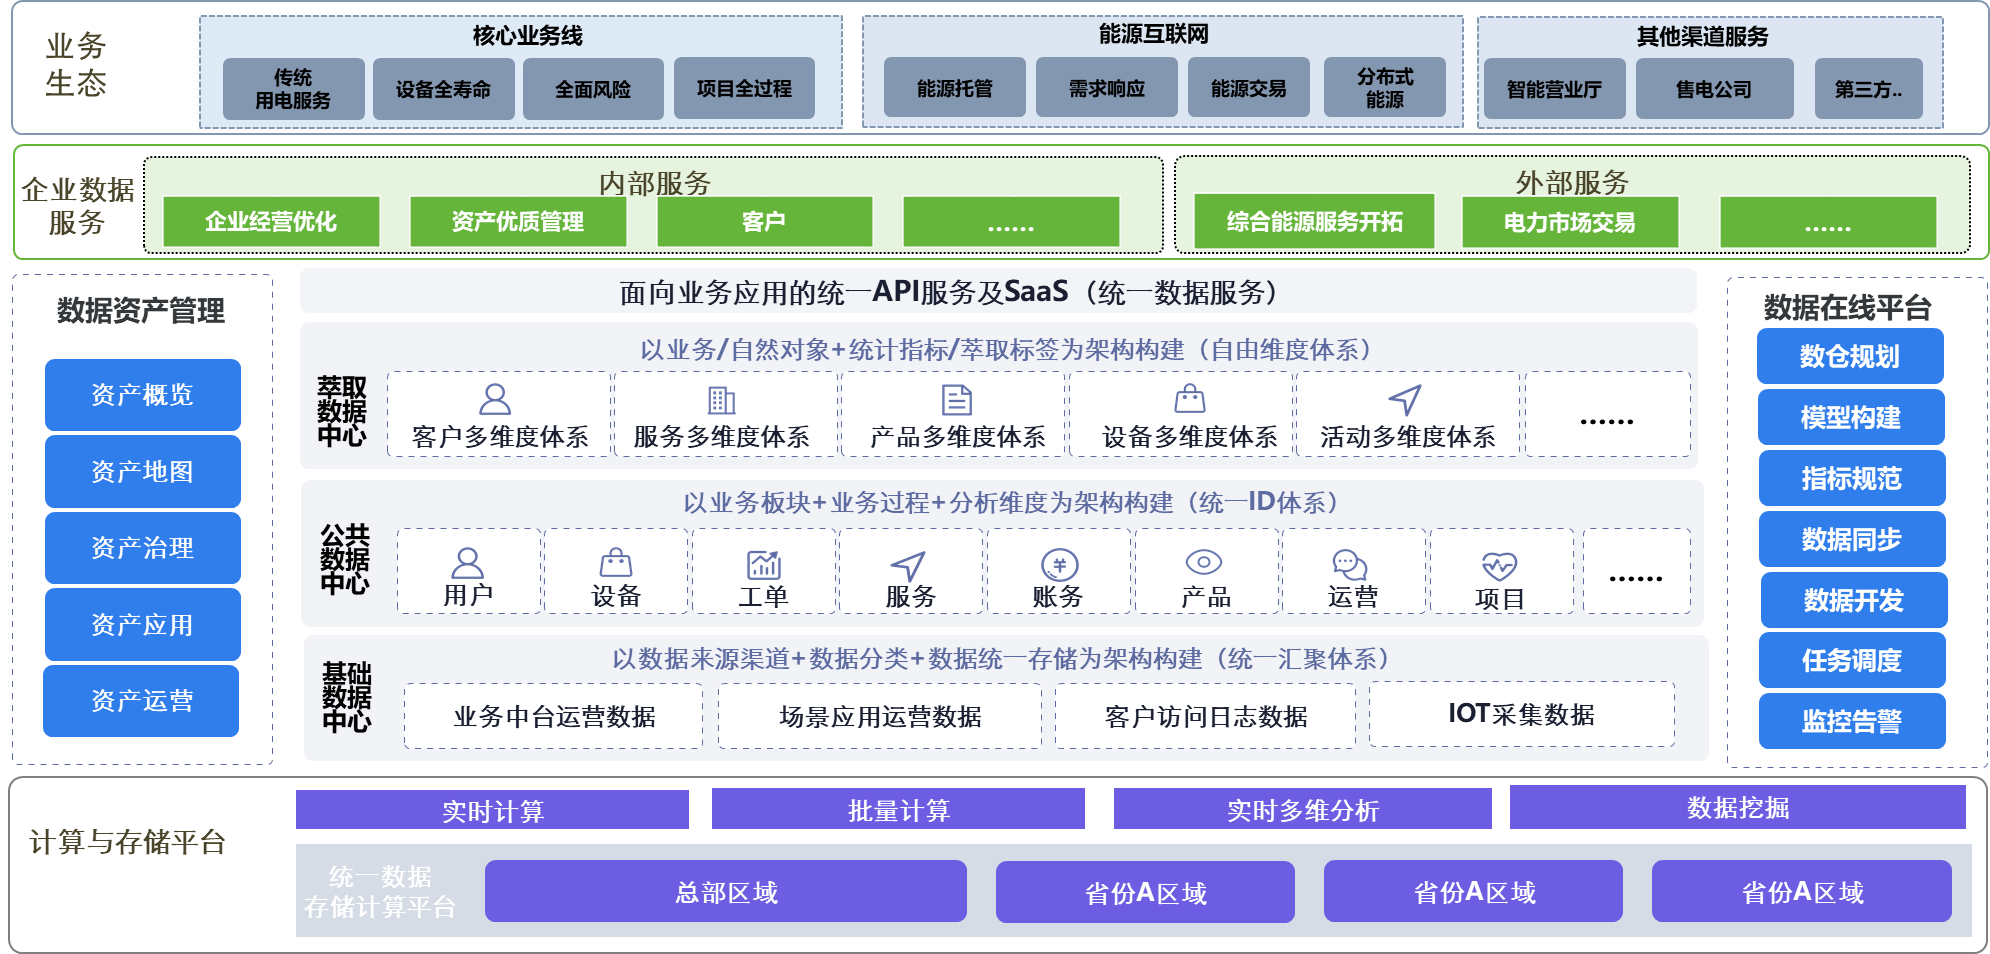 业务
生态
核心业务线
传统
用电服务
设备全寿命
全面风险
项目全过程
能源互联网
能源托管
需求响应
能源交易
分布式
能源
其他渠道服务
智能营业厅
售电公司
第三方..
企业数据
服务
内部服务
企业经营优化
资产优质管理
客户
......
外部服务
综合能源服务开拓
电力市场交易
......
数据资产管理
资产概览
资产地图
资产治理
资产应用
资产运营
面向业务应用的统一API服务及SaaS（统一数据服务）
以业务/自然对象+统计指标/萃取标签为架构构建（自由维度体系）
萃取
数据
中心
客户多维度体系
服务多维度体系
产品多维度体系
设备多维度体系
活动多维度体系
......
以业务板块+业务过程+分析维度为架构构建（统一ID体系）
公共
数据
中心
用户
设备
工单
服务
账务
产品
运营
项目
......
以数据来源渠道+数据分类+数据统一存储为架构构建（统一汇聚体系）
基础
数据
中心
业务中台运营数据
场景应用运营数据
客户访问日志数据
IOT采集数据
数据在线平台
数仓规划
模型构建
指标规范
数据同步
数据开发
任务调度
监控告警
计算与存储平台
实时计算
批量计算
实时多维分析
数据挖掘
统一数据
存储计算平台
总部区域
省份A区域
省份A区域
省份A区域